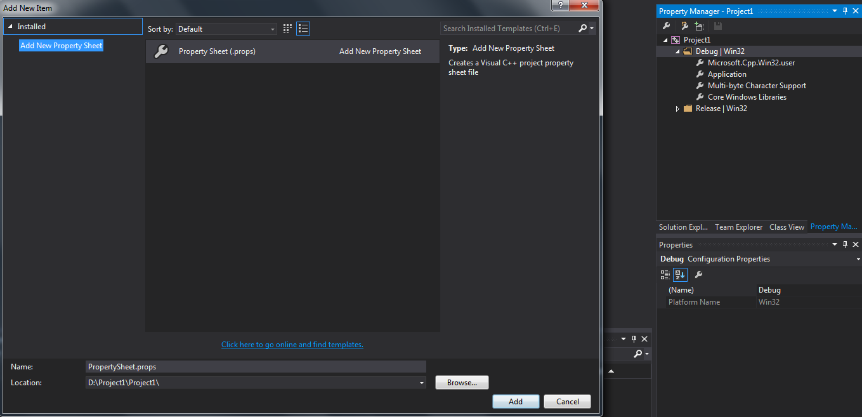 Add New Item
Installed
Add New Property Sheet
Sort by: Default
Search Installed Templates (Ctrl+E)
Property Sheet (.props) Add New Property Sheet
Type: Add New Property Sheet
Creates a Visual C++ project property
sheet file
Click here to go online and find templates.
Name: PropertySheet.props
Location: D:\Project1\Project1\
Browse...
Add
Cancel
Property Manager - Project1
Project1
Debug | Win32
Microsoft.Cpp.Win32.user
Application
Multi-byte Character Support
Core Windows Libraries
Release | Win32
Solution Expl... Team Explorer Class View Property Ma...
Properties
Debug Configuration Properties
(Name) Debug
Platform Name Win32